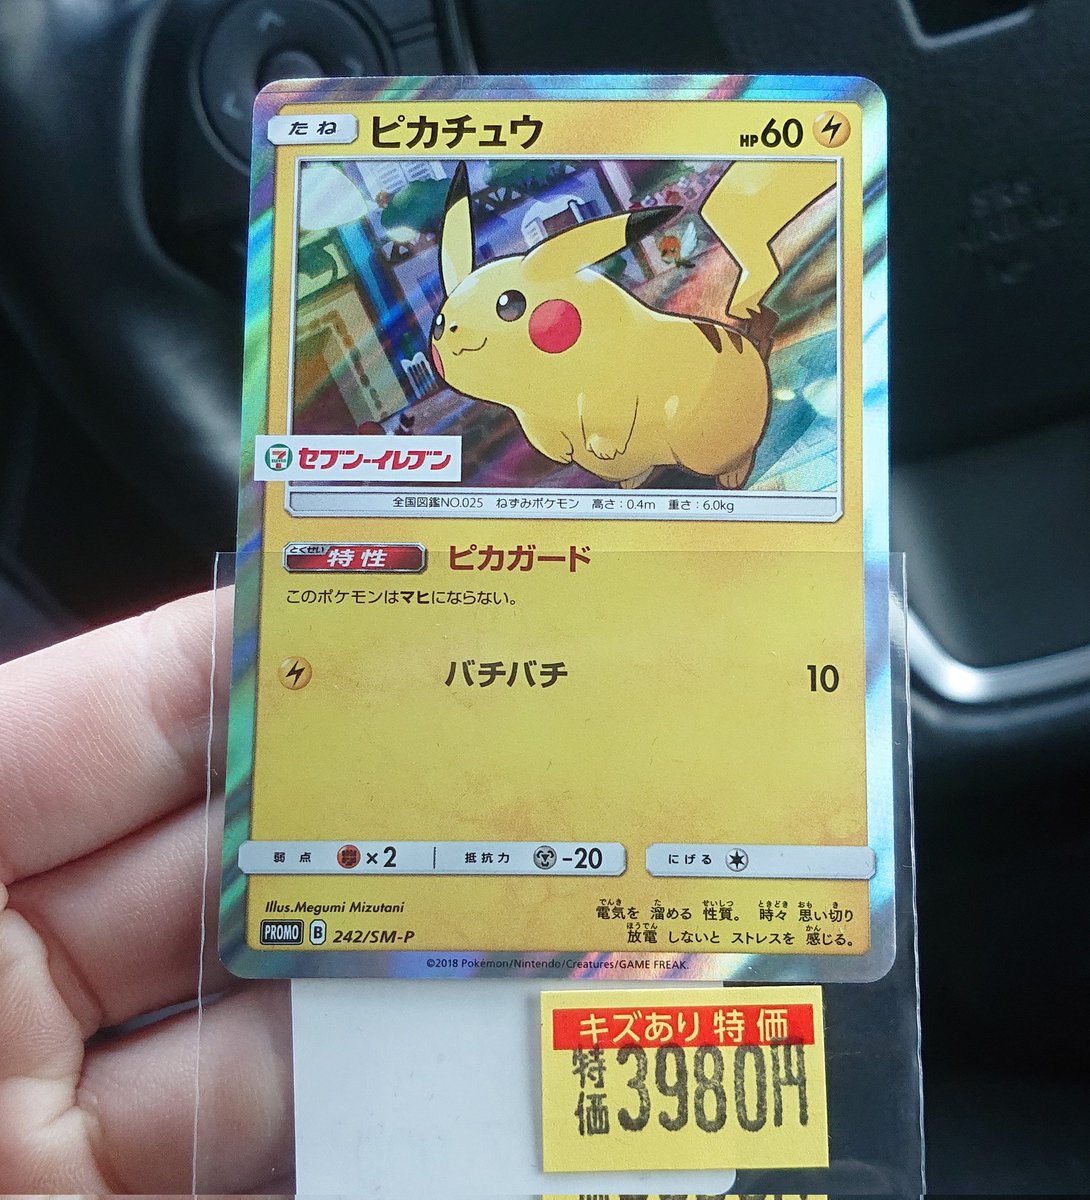 たね ピカチュウ HP60
7 セブン-イレブン
全国図鑑NO.025 ねずみポケモン 高さ:0.4m 重さ:6.0kg
とくせい
特性 ピカガード
このポケモンはマヒにならない。
バチバチ 10
弱点 ×2 抵抗力 -20 にげる
Illus.Megumi Mizutani
PROMO B 242/SM-P
でんき た せいしつ ときどき おも き
電気を 溜める 性質。 時々 思い切り
ほうでん かん
放電 しないと ストレスを 感じる。
©2018 Pokémon/Nintendo/Creatures/GAME FREAK.
キズあり特価
特価 3980円